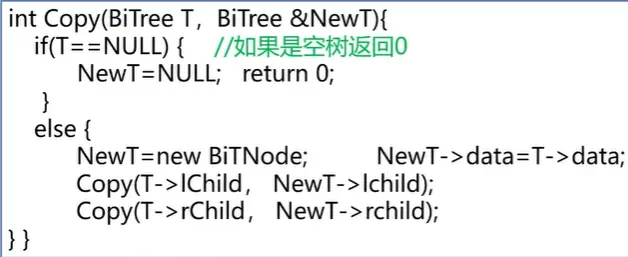 int Copy(BiTree T，BiTree &NewT){
if(T==NULL) { //如果是空树返回0
NewT=NULL; return 0;
}
else {
NewT=new BiTNode; NewT->data=T->data;
Copy(T->lChild，NewT->lchild);
Copy(T->rChild，NewT->rchild);
} }